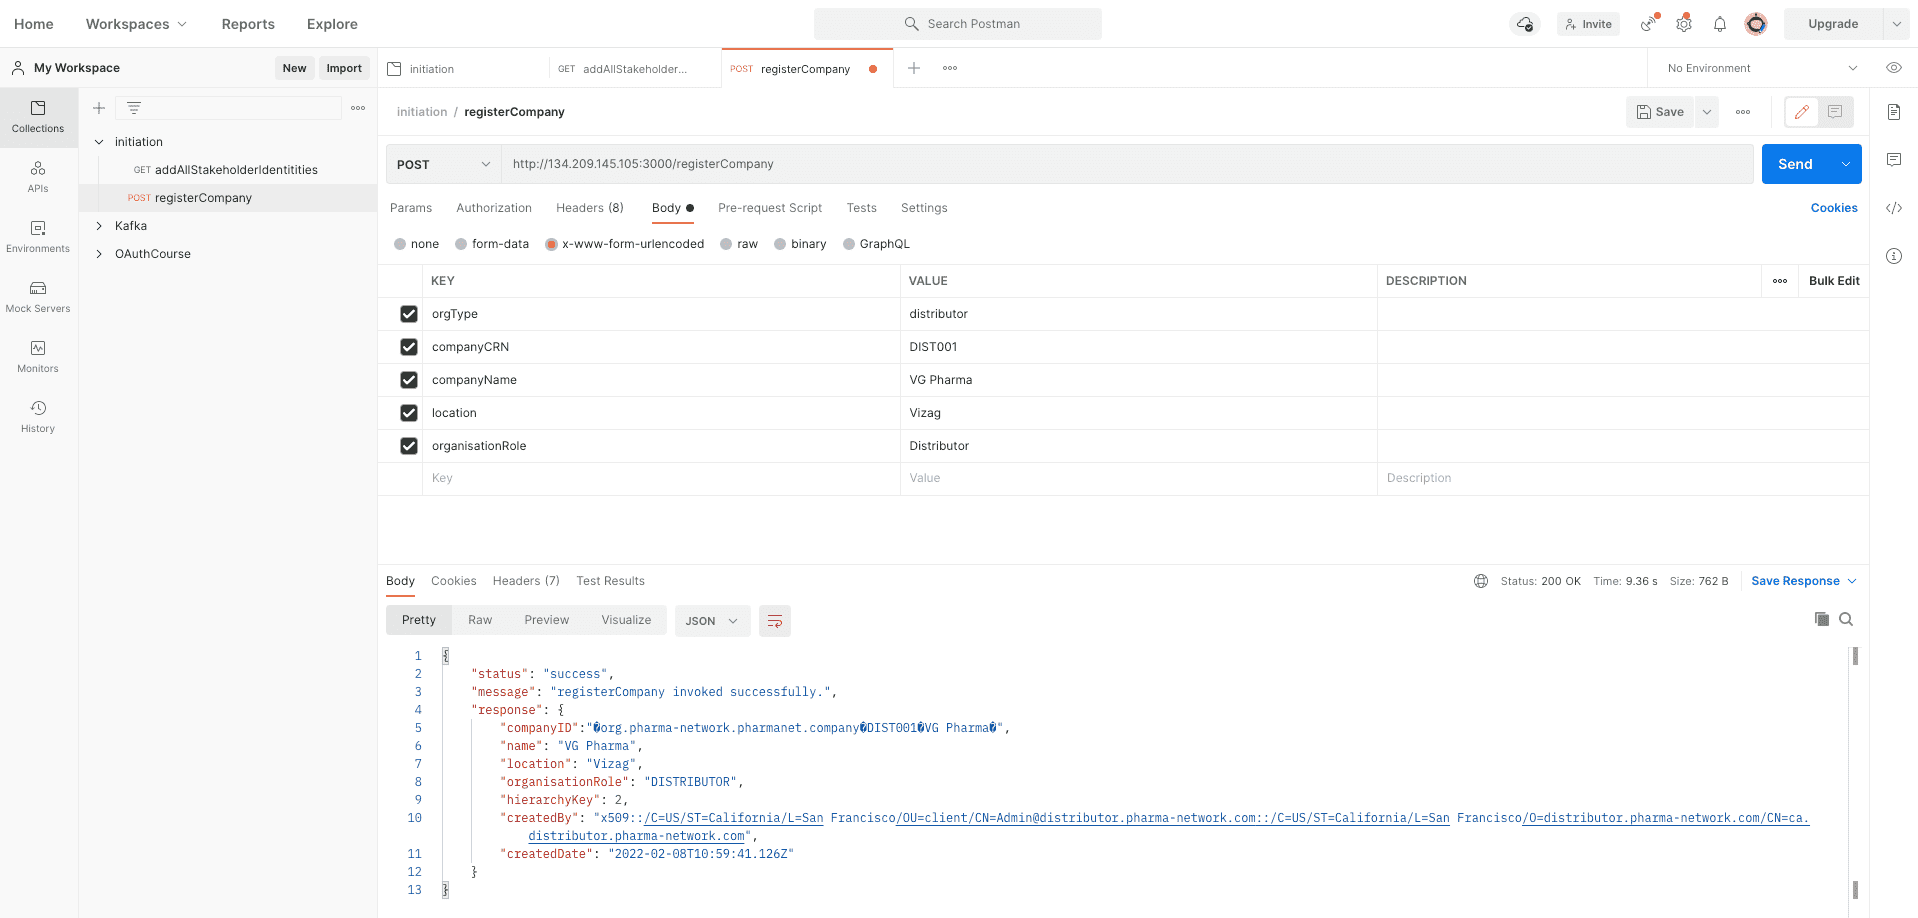 Home Workspaces Reports Explore Search Postman Invite Upgrade
My Workspace New Import initiation GET addAllStakeholder... POST registerCompany No Environment
Collections
APIs
Environments
Mock Servers
Monitors
History
initiation
GET addAllStakeholderIdentitities
POST registerCompany
Kafka
OAuthCourse
initiation / registerCompany Save
POST http://134.209.145.105:3000/registerCompany Send
Params Authorization Headers (8) Body Pre-request Script Tests Settings Cookies
none form-data x-www-form-urlencoded raw binary GraphQL
KEY VALUE DESCRIPTION Bulk Edit
orgType distributor
companyCRN DIST001
companyName VG Pharma
location Vizag
organisationRole Distributor
Key Value Description
Body Cookies Headers (7) Test Results Status: 200 OK Time: 9.36 s Size: 762 B Save Response
Pretty Raw Preview Visualize JSON
1 {
2 "status": "success",
3 "message": "registerCompany invoked successfully.",
4 "response": {
5 "companyID":"�org.pharma-network.pharmanet.company�DIST001�VG Pharma�",
6 "name": "VG Pharma",
7 "location": "Vizag",
8 "organisationRole": "DISTRIBUTOR",
9 "hierarchyKey": 2,
10 "createdBy": "x509::/C=US/ST=California/L=San Francisco/OU=client/CN=Admin@distributor.pharma-network.com::/C=US/ST=California/L=San Francisco/O=distributor.pharma-network.com/CN=ca.
distributor.pharma-network.com",
11 "createdDate": "2022-02-08T10:59:41.126Z"
12 }
13 }